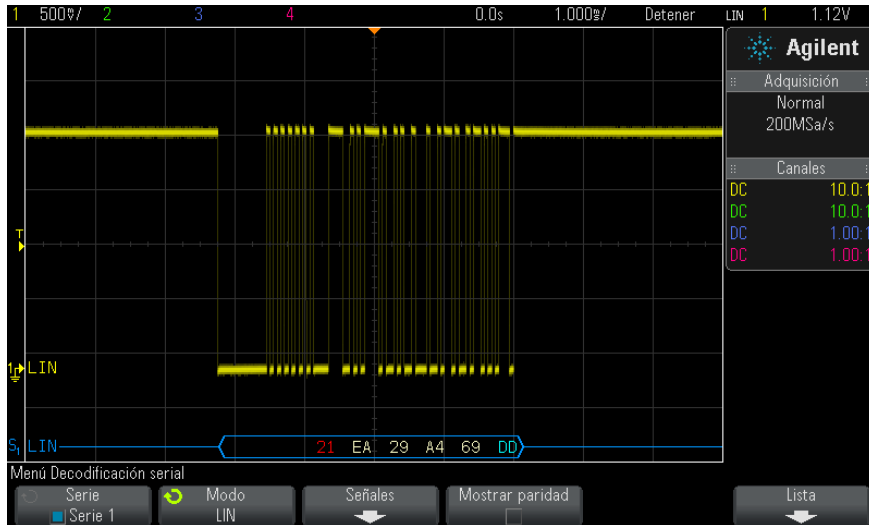 1 500▽/ 2 3 4 0.0s 1.000▽/ Detener LIN 1 1.12V
Agilent
Adquisición
Normal
200MSa/s
Canales
DC 10.0:1
DC 10.0:1
DC 1.00:1
DC 1.00:1
T
1 LIN
S1 LIN 21 EA 29 A4 69 DD
Menú Decodificación serial
Serie
Serie 1
Modo
LIN
Señales
Mostrar paridad
Lista